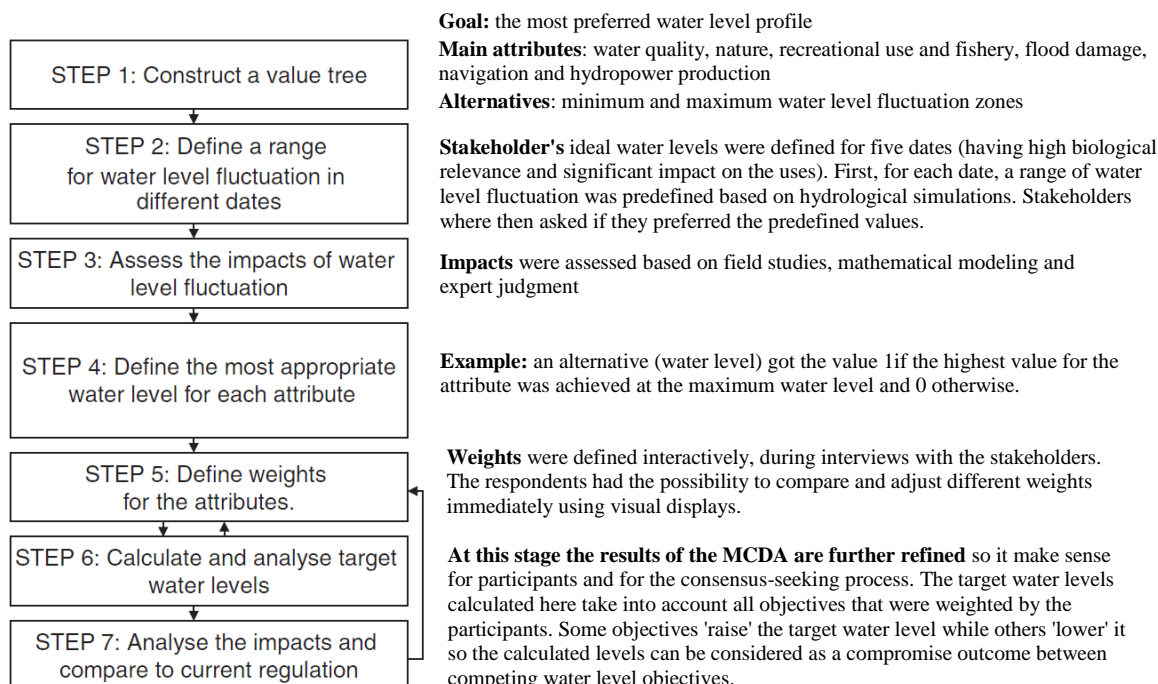 Goal: the most preferred water level profile
Main attributes: water quality, nature, recreational use and fishery, flood damage,
navigation and hydropower production
Alternatives: minimum and maximum water level fluctuation zones
STEP 1: Construct a value tree
STEP 2: Define a range
for water level fluctuation in
different dates
Stakeholder's ideal water levels were defined for five dates (having high biological
relevance and significant impact on the uses). First, for each date, a range of water
level fluctuation was predefined based on hydrological simulations. Stakeholders
where then asked if they preferred the predefined values.
STEP 3: Assess the impacts of water
level fluctuation
Impacts were assessed based on field studies, mathematical modeling and
expert judgment
STEP 4: Define the most appropriate
water level for each attribute
Example: an alternative (water level) got the value 1if the highest value for the
attribute was achieved at the maximum water level and 0 otherwise.
STEP 5: Define weights
for the attributes.
Weights were defined interactively, during interviews with the stakeholders.
The respondents had the possibility to compare and adjust different weights
immediately using visual displays.
STEP 6: Calculate and analyse target
water levels
At this stage the results of the MCDA are further refined so it make sense
for participants and for the consensus-seeking process. The target water levels
calculated here take into account all objectives that were weighted by the
participants. Some objectives 'raise' the target water level while others 'lower' it
so the calculated levels can be considered as a compromise outcome between
competing water level objectives.
STEP 7: Analyse the impacts and
compare to current regulation